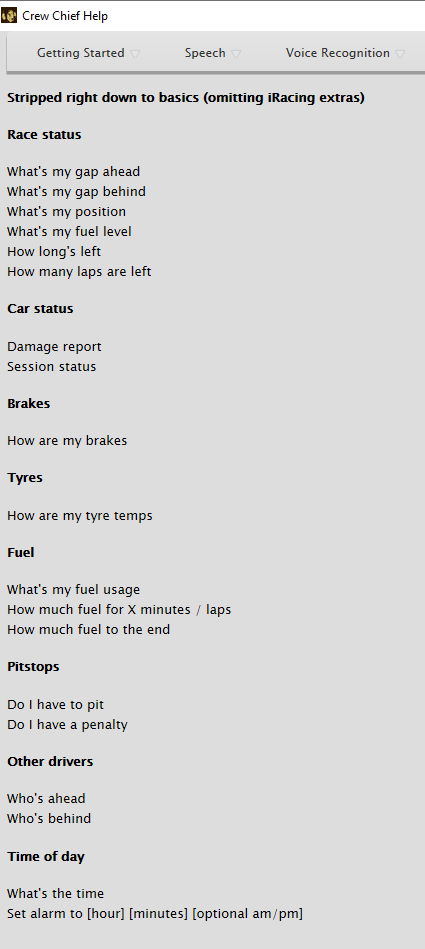 Crew Chief Help
Getting Started Speech Voice Recognition
Stripped right down to basics (omitting iRacing extras)
Race status
What's my gap ahead
What's my gap behind
What's my position
What's my fuel level
How long's left
How many laps are left
Car status
Damage report
Session status
Brakes
How are my brakes
Tyres
How are my tyre temps
Fuel
What's my fuel usage
How much fuel for X minutes / laps
How much fuel to the end
Pitstops
Do I have to pit
Do I have a penalty
Other drivers
Who's ahead
Who's behind
Time of day
What's the time
Set alarm to [hour] [minutes] [optional am/pm]